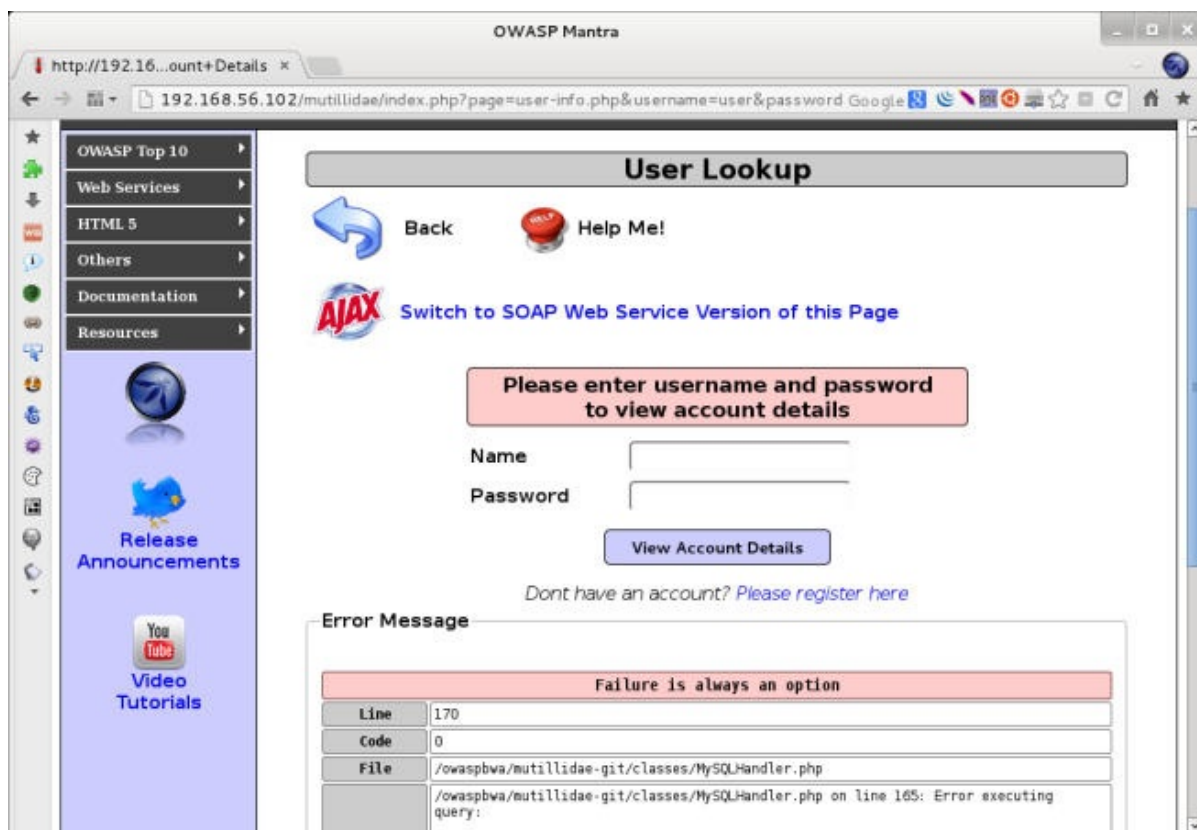 OWASP Mantra
http://192.16...ount+Details ×
192.168.56.102/mutillidae/index.php?page=user-info.php&username=user&password Google
OWASP Top 10
Web Services
HTML 5
Others
Documentation
Resources
Release
Announcements
You
Tube
Video
Tutorials
User Lookup
Back
HELP
Help Me!
AJAX
Switch to SOAP Web Service Version of this Page
Please enter username and password
to view account details
Name
Password
View Account Details
Dont have an account? Please register here
Error Message
Failure is always an option
Line 170
Code 0
File /owaspbwa/mutillidae-git/classes/MySQLHandler.php
/owaspbwa/mutillidae-git/classes/MySQLHandler.php on line 165: Error executing
query: